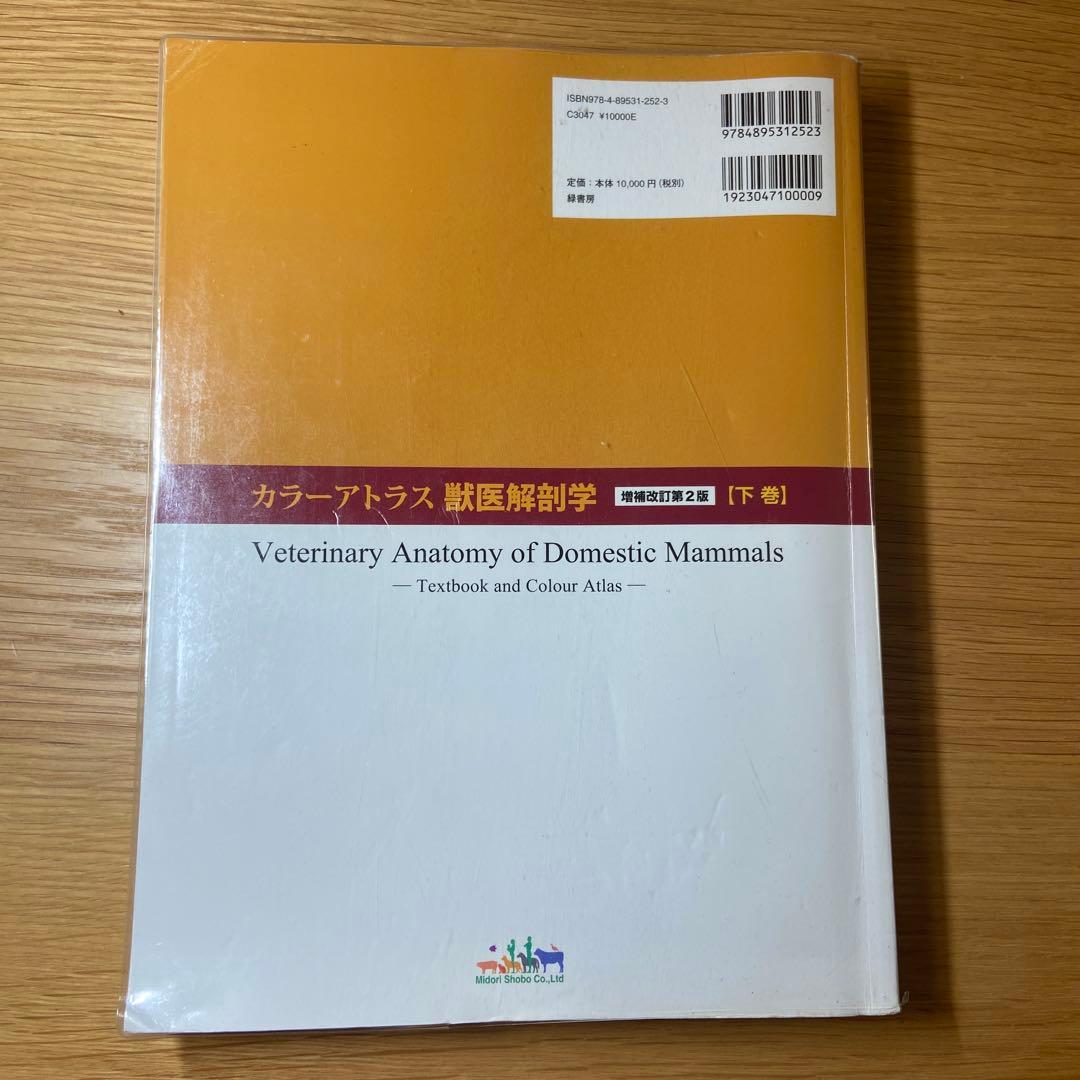 ISBN978-4-89531-252-3
C3047 ¥10000E
9784895312523
定価：本体 10,000 円（税別）
緑書房
1923047100009
カラーアトラス 獣医解剖学 増補改訂第２版 【下 巻】
Veterinary Anatomy of Domestic Mammals
— Textbook and Colour Atlas —
Midori Shobo Co.,Ltd